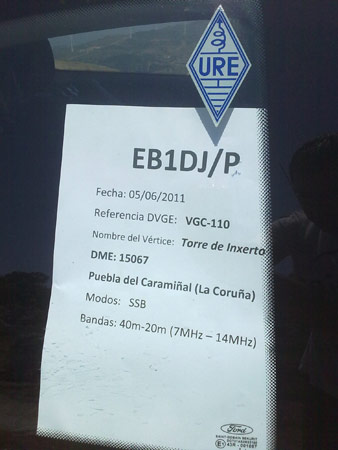 URE
EB1DJ/P
Fecha: 05/06/2011
Referencia DVGE: VGC-110
Nombre del Vértice: Torre de Inxerto
DME: 15067
Puebla del Caramiñal (La Coruña)
Modos: SSB
Bandas: 40m-20m (7MHz – 14MHz)
Ford